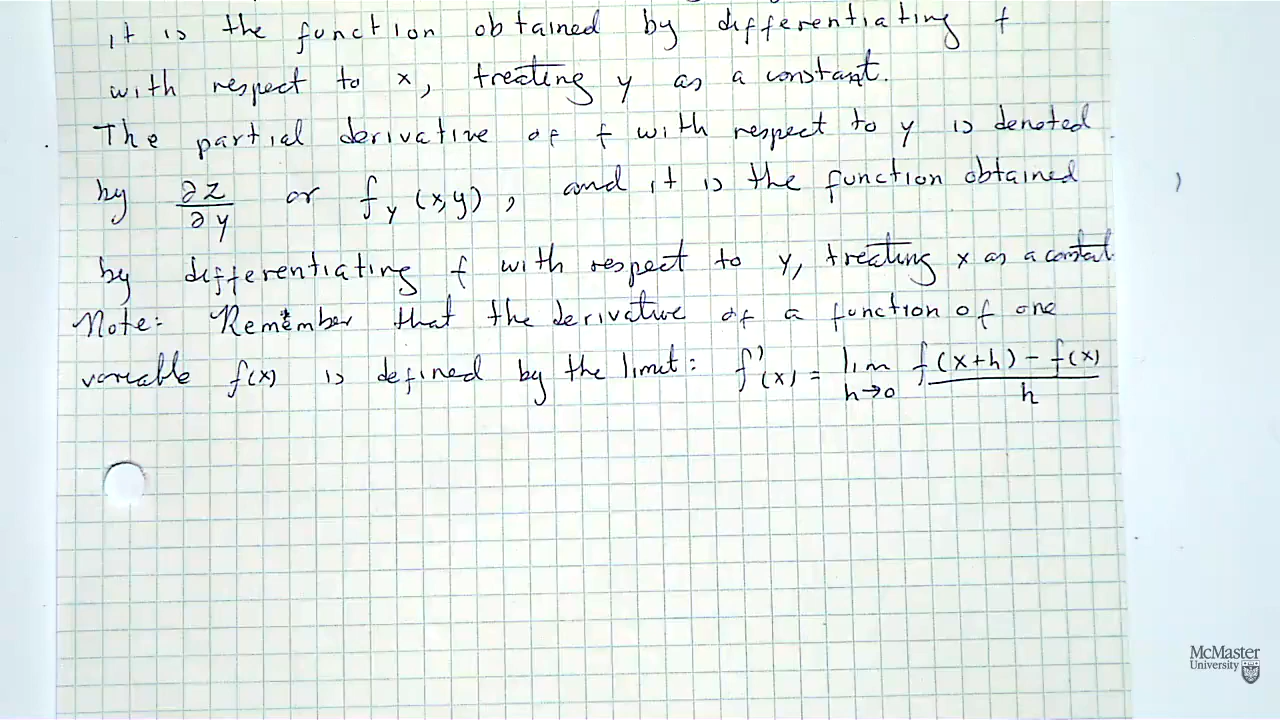 it is the function obtained by differentiating f
with respect to x, treating y as a constant.
The partial derivative of f with respect to y is denoted
by ∂z/∂y or f_y (x,y), and it is the function obtained
by differentiating f with respect to y, treating x as a constat.
Note: Remember that the derivative of a function of one
variable f(x) is defined by the limit: f'(x) = lim h→0 (f(x+h) - f(x))/h
McMaster
University